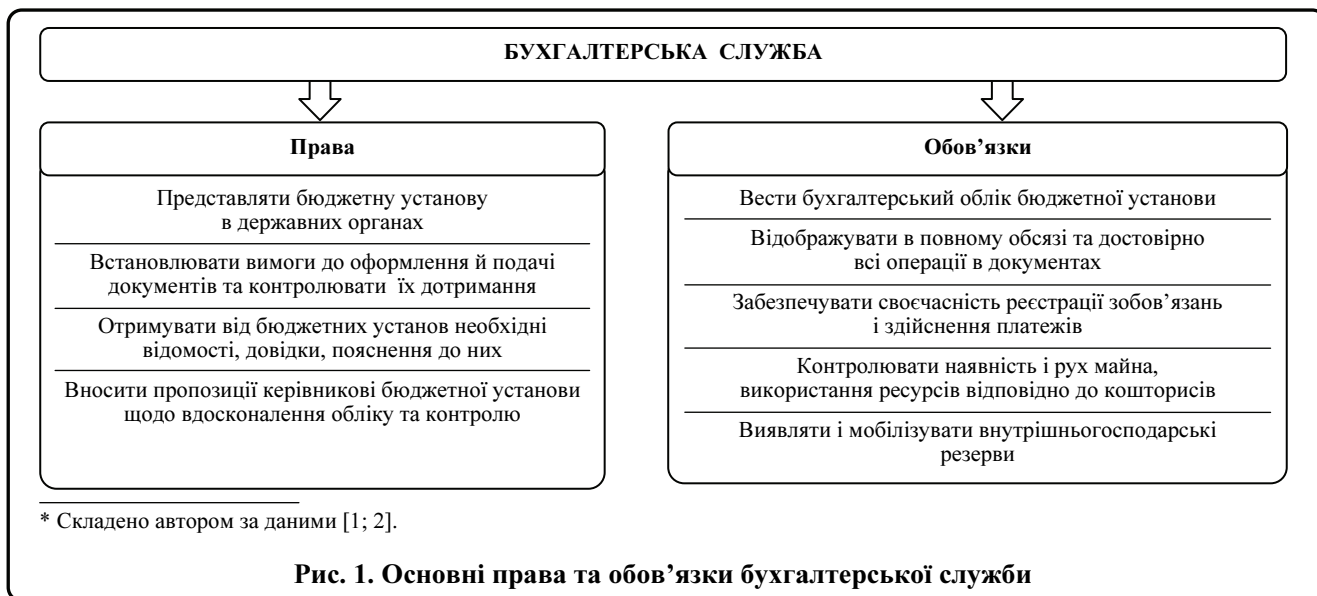 БУХГАЛТЕРСЬКА СЛУЖБА
Права
Представляти бюджетну установу
в державних органах
Встановлювати вимоги до оформлення й подачі
документів та контролювати їх дотримання
Отримувати від бюджетних установ необхідні
відомості, довідки, пояснення до них
Вносити пропозиції керівникові бюджетної установи
щодо вдосконалення обліку та контролю
Обов’язки
Вести бухгалтерський облік бюджетної установи
Відображувати в повному обсязі та достовірно
всі операції в документах
Забезпечувати своєчасність реєстрації зобов’язань
і здійснення платежів
Контролювати наявність і рух майна,
використання ресурсів відповідно до кошторисів
Виявляти і мобілізувати внутрішньогосподарські
резерви
* Складено автором за даними [1; 2].
Рис. 1. Основні права та обов’язки бухгалтерської служби